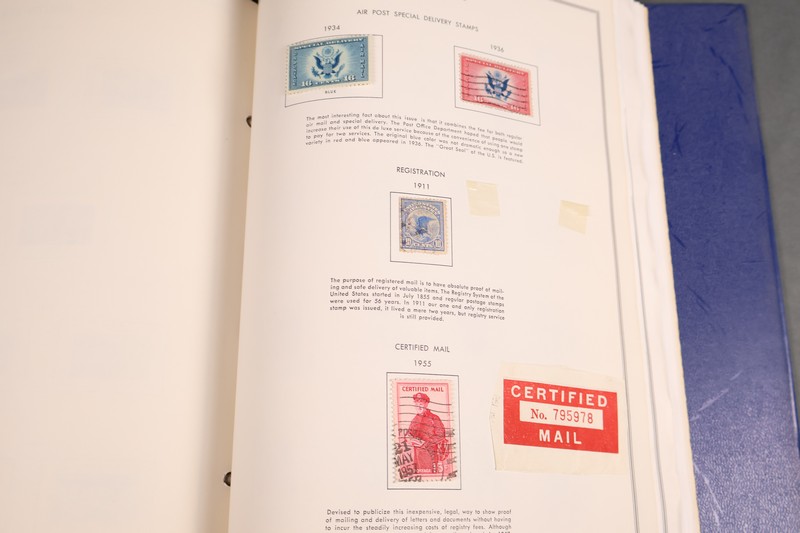 AIR POST SPECIAL DELIVERY STAMPS
1934
1936
16 CENTS 16
BLUE
16
16
The most interesting fact about this issue is that it combines the fee for both regular
air mail and special delivery. The Post Office Department hoped that people would
increase their use of this de luxe service because of the convenience of using one stamp
to pay for two services. The original blue color was not dramatic enough so a new
variety in red and blue appeared in 1936. The "Great Seal" of the U.S. is featured.
REGISTRATION
1911
The purpose of registered mail is to have absolute proof of mail-
ing and safe delivery of valuable items. The Registry System of the
United States started in July 1855 and regular postage stamps
were used for 56 years. In 1911 our one and only registration
stamp was issued, it lived a mere two years, but registry service
is still provided.
CERTIFIED MAIL
1955
CERTIFIED MAIL
21
MAY
1957
CERTIFIED
No. 795978
MAIL
Devised to publicize this inexpensive, legal, way to show proof
of mailing and delivery of letters and documents without having
to incur the steadily increasing costs of registry fees. Although